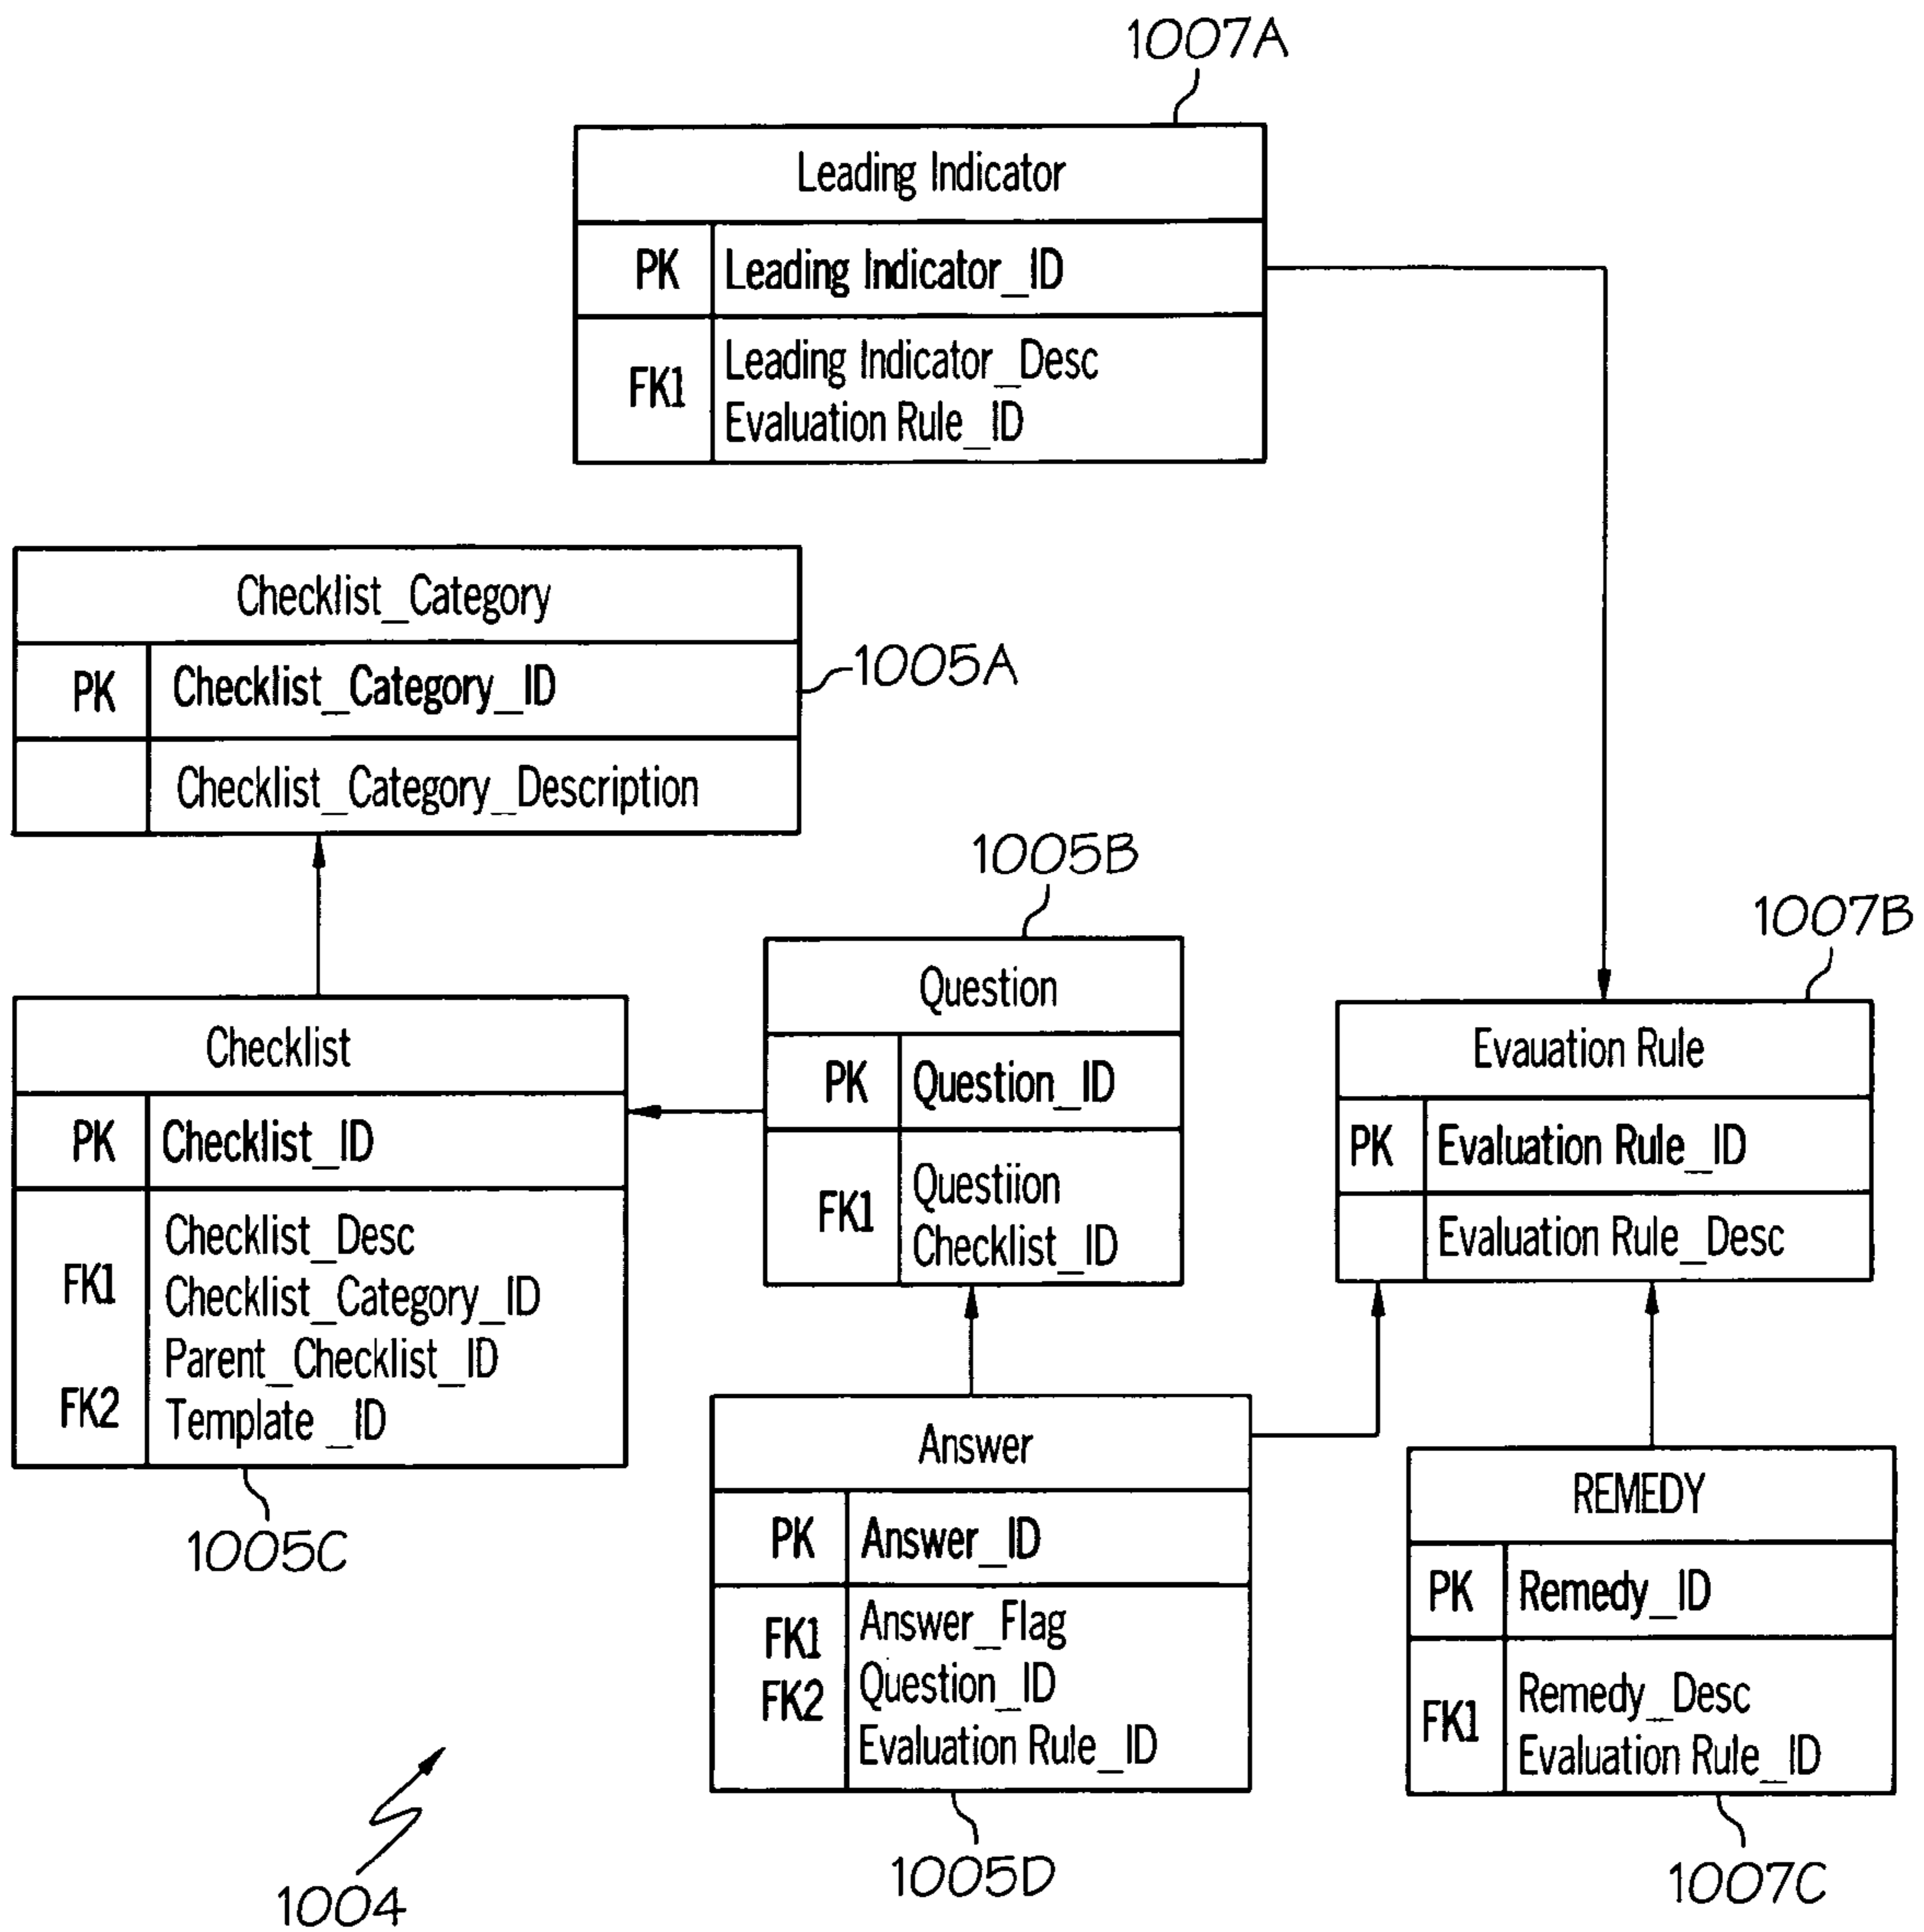 1007A
Leading Indicator
PK Leading Indicator_ID
Leading Indicator_Desc
FK1
Evaluation Rule_ID
Checklist_Category
PK Checklist_Category_ID
1005A
Checklist_Category_Description
1005B
Question
PK Question_ID
Questiion
FK1
Checklist_ID
1007B
Evauation Rule
PK Evaluation Rule_ID
Evaluation Rule_Desc
Checklist
PK Checklist_ID
Checklist_Desc
FK1 Checklist_Category_ID
Parent_Checklist_ID
FK2 Template _ID
1005C
Answer
PK Answer_ID
FK1 Answer_Flag
FK2 Question_ID
Evaluation Rule_ID
1005D
REMEDY
PK Remedy_ID
Remedy_Desc
FK1
Evaluation Rule_ID
1007C
1004